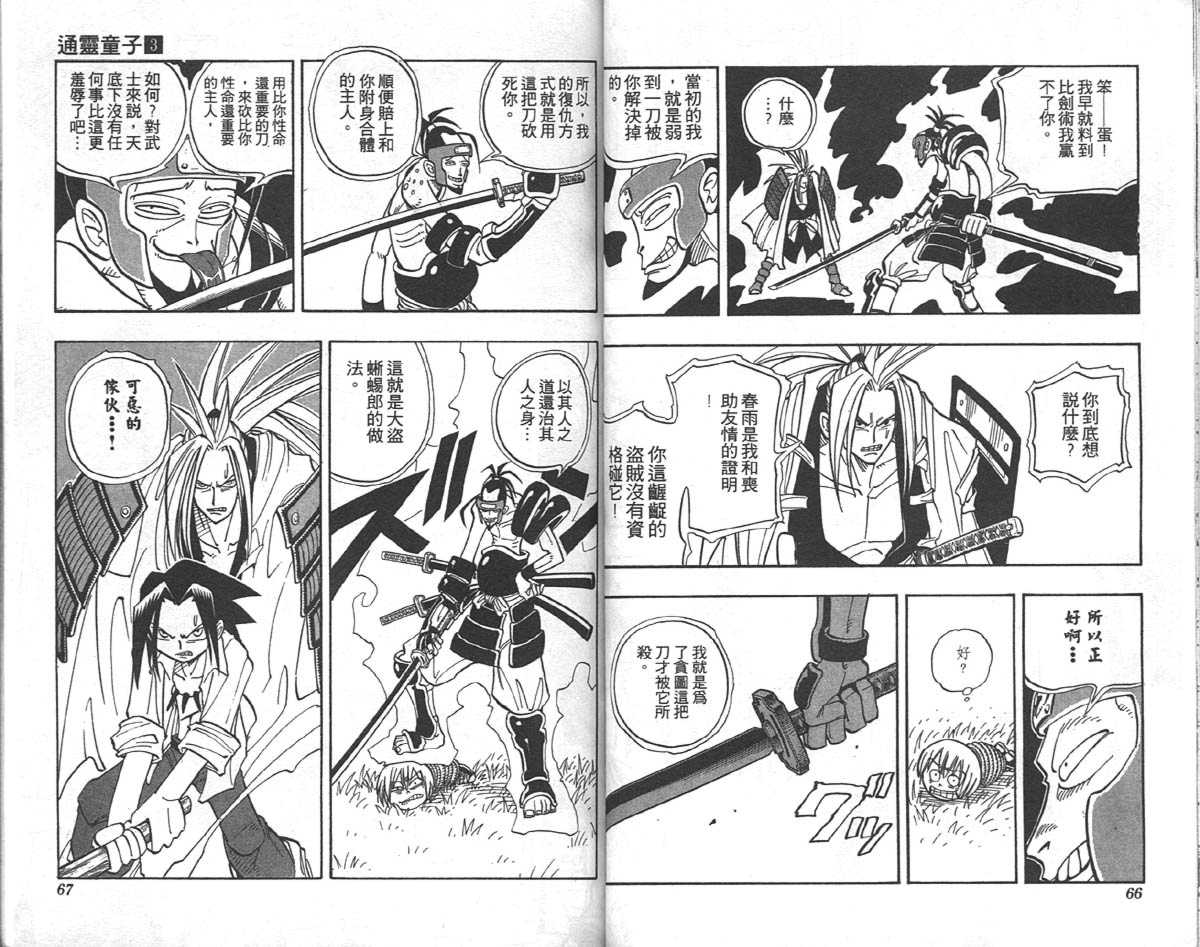 通靈童子3
笨──蛋！
我早就料到
比劍術我贏
不了你。
什麼
…？
當初的我
，就是弱
到一刀被
你解決掉
的。
你到底想
説什麼？
春雨是我和喪
助友情的證明
！
你這齷齪的
盜賊沒有資
格碰它！
所以正
好啊…
好？
グッ
我就是為
了貪圖這把
刀才被它所
殺。
66
所以，我
的復仇方
式就是用
這把刀砍
死你。
順便賠上和
你附身合體
的主人。
用比你性命
還重要的刀
，來砍比你
性命還重要
的主人，
如何？對武
士來説，天
底下沒有任
何事比這更
羞辱了吧…
以其人之
道還治其
人之身…
這就是大盜
蜥蜴郎的做
法。
可惡的
傢伙…！
67